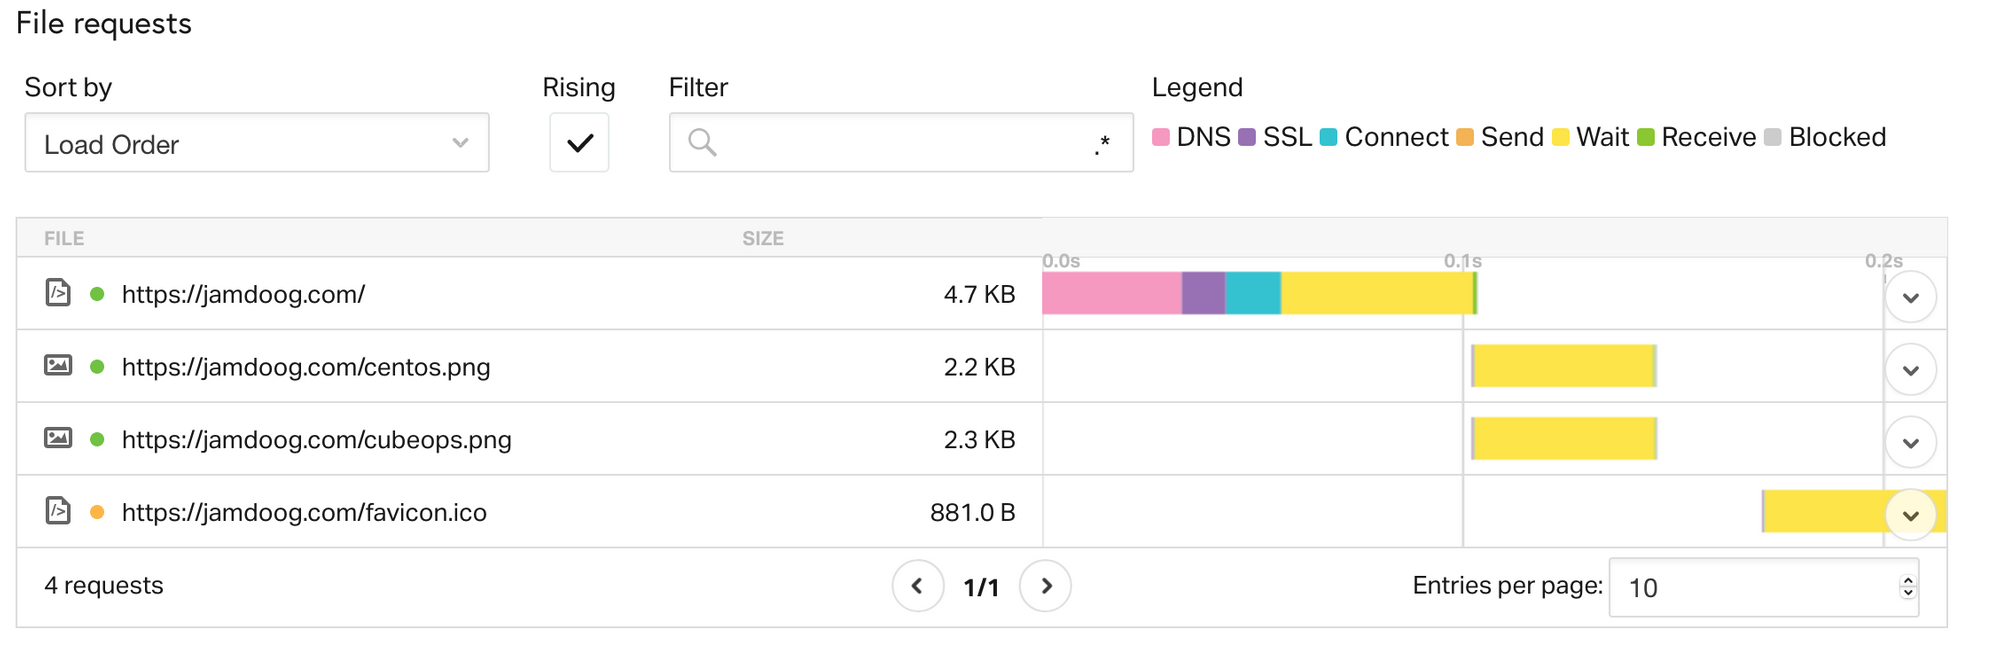 File requests
Sort by Rising Filter Legend
Load Order .* DNS SSL Connect Send Wait Receive Blocked
FILE SIZE
0.0s 0.1s 0.2s
https://jamdoog.com/ 4.7 KB
https://jamdoog.com/centos.png 2.2 KB
https://jamdoog.com/cubeops.png 2.3 KB
https://jamdoog.com/favicon.ico 881.0 B
4 requests 1/1 Entries per page: 10